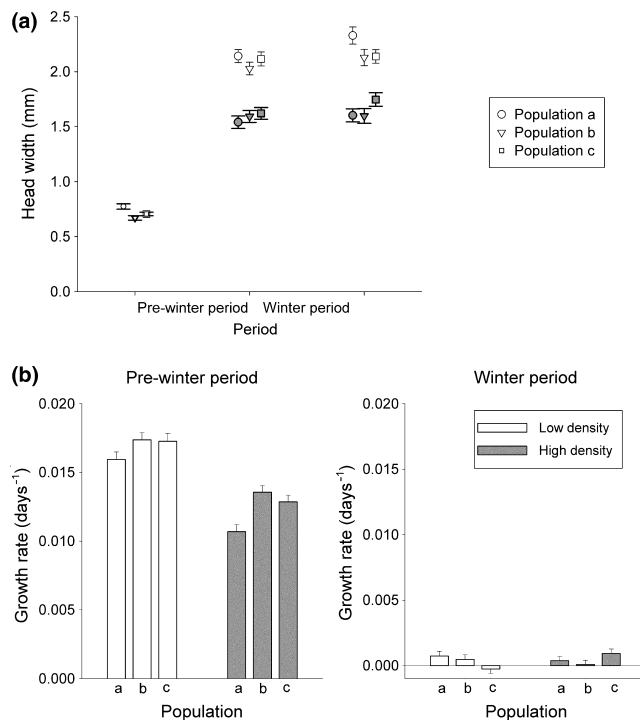 (a)
2.5
2.0
1.5
1.0
0.5
0.0
Head width (mm)
Pre-winter period Winter period
Period
Population a
Population b
Population c
(b)
Pre-winter period
0.020
0.015
0.010
0.005
0.000
Growth rate (days⁻¹)
a b c a b c
Population
Winter period
0.020
0.015
0.010
0.005
0.000
Growth rate (days⁻¹)
Low density
High density
a b c a b c
Population